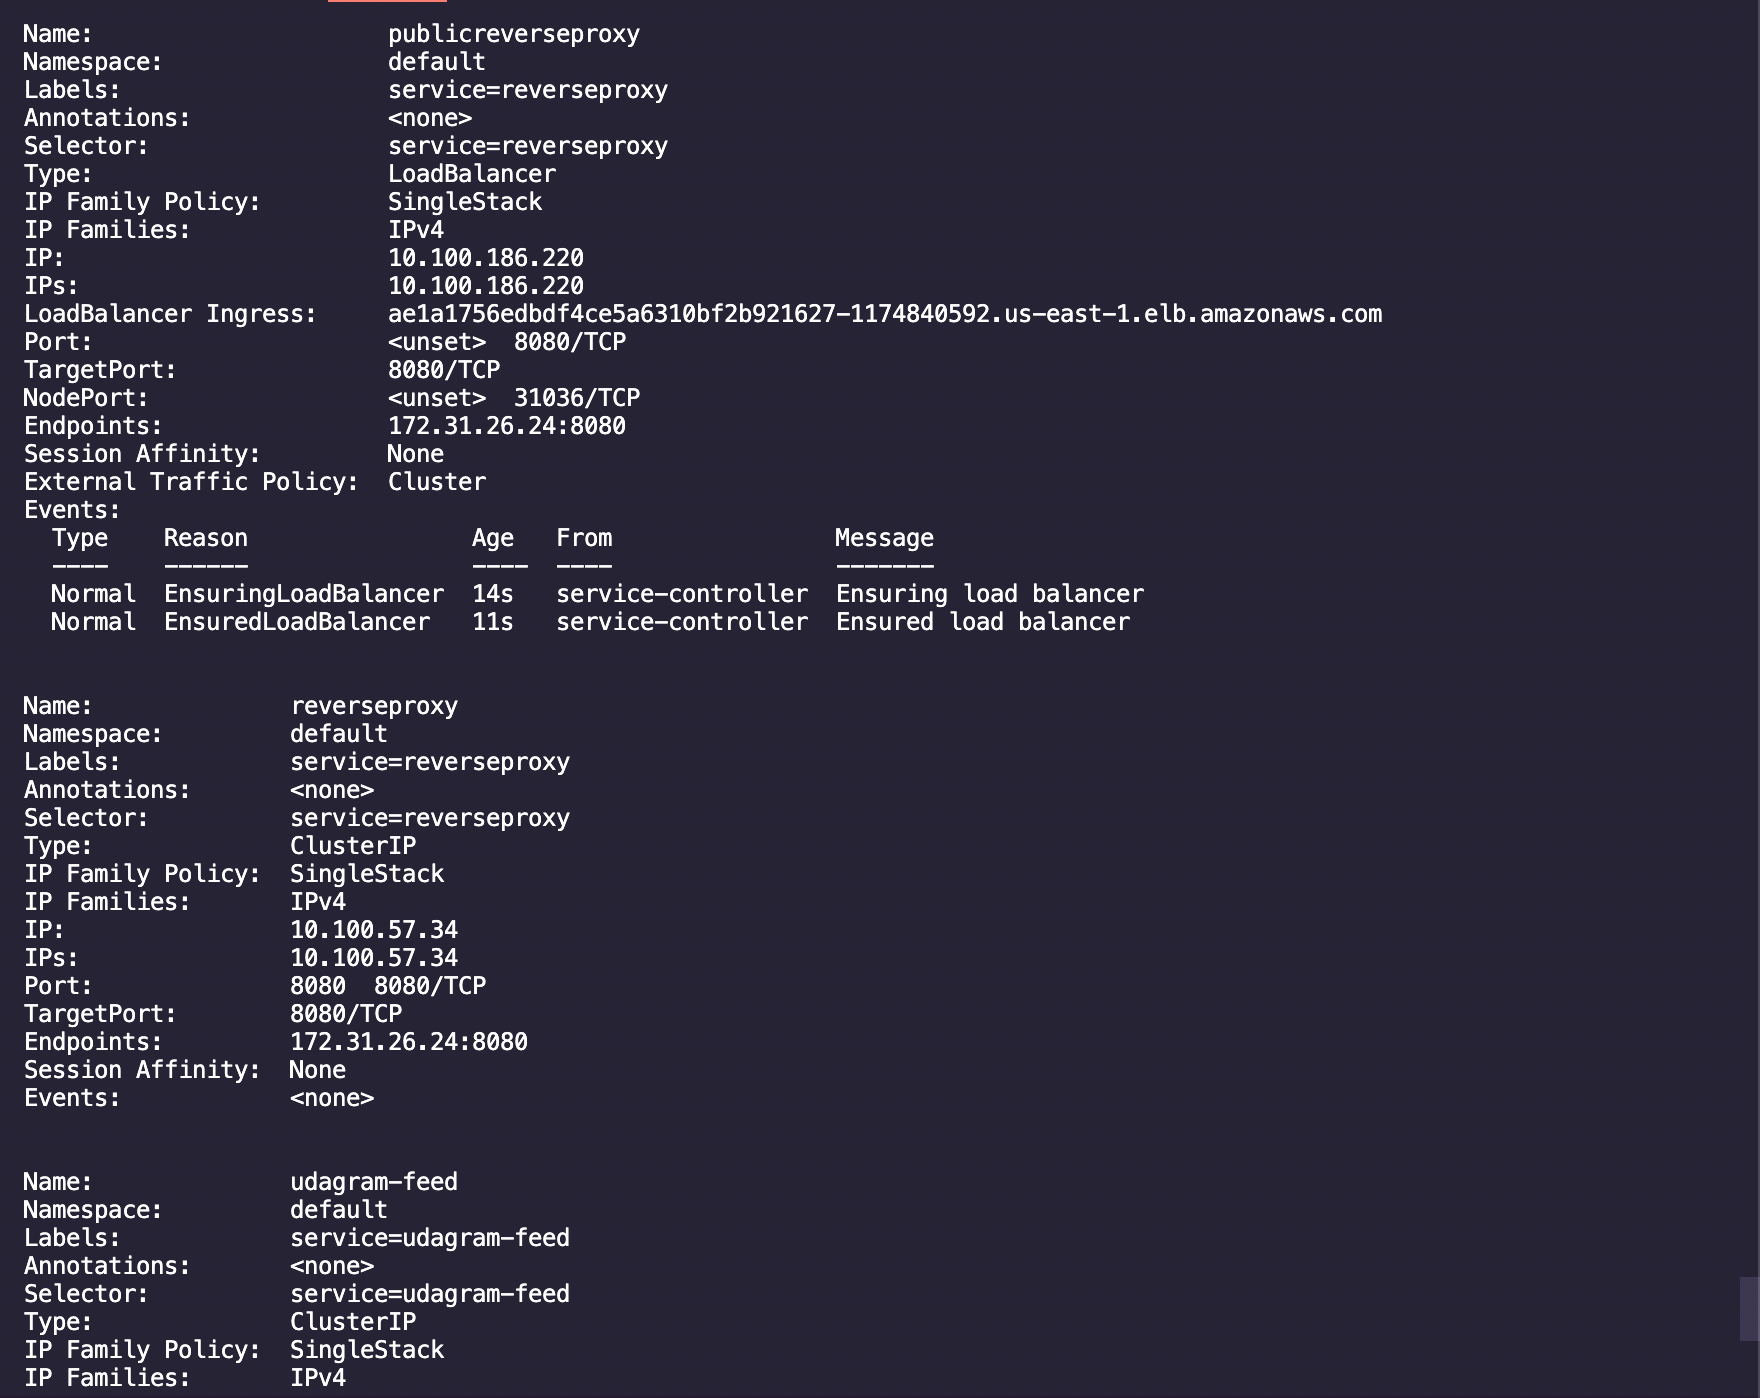 Name:                     publicreverseproxy
Namespace:                default
Labels:                   service=reverseproxy
Annotations:              <none>
Selector:                 service=reverseproxy
Type:                     LoadBalancer
IP Family Policy:         SingleStack
IP Families:              IPv4
IP:                       10.100.186.220
IPs:                      10.100.186.220
LoadBalancer Ingress:     ae1a1756edbdf4ce5a6310bf2b921627-1174840592.us-east-1.elb.amazonaws.com
Port:                     <unset>  8080/TCP
TargetPort:               8080/TCP
NodePort:                 <unset>  31036/TCP
Endpoints:                172.31.26.24:8080
Session Affinity:         None
External Traffic Policy:  Cluster
Events:
  Type    Reason                Age   From                Message
  ----    ------                ----  ----                -------
  Normal  EnsuringLoadBalancer  14s   service-controller  Ensuring load balancer
  Normal  EnsuredLoadBalancer   11s   service-controller  Ensured load balancer
Name:              reverseproxy
Namespace:         default
Labels:            service=reverseproxy
Annotations:       <none>
Selector:          service=reverseproxy
Type:              ClusterIP
IP Family Policy:  SingleStack
IP Families:       IPv4
IP:                10.100.57.34
IPs:               10.100.57.34
Port:              8080  8080/TCP
TargetPort:        8080/TCP
Endpoints:         172.31.26.24:8080
Session Affinity:  None
Events:            <none>
Name:              udagram-feed
Namespace:         default
Labels:            service=udagram-feed
Annotations:       <none>
Selector:          service=udagram-feed
Type:              ClusterIP
IP Family Policy:  SingleStack
IP Families:       IPv4